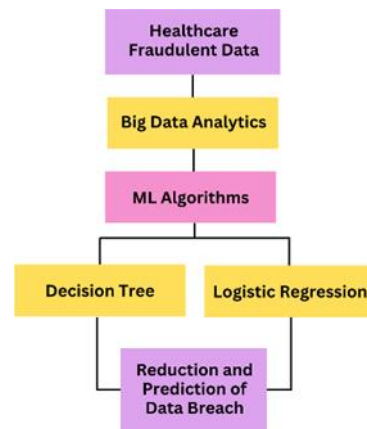 Healthcare
Fraudulent Data
Big Data Analytics
ML Algorithms
Decision Tree
Logistic Regression
Reduction and
Prediction of
Data Breach